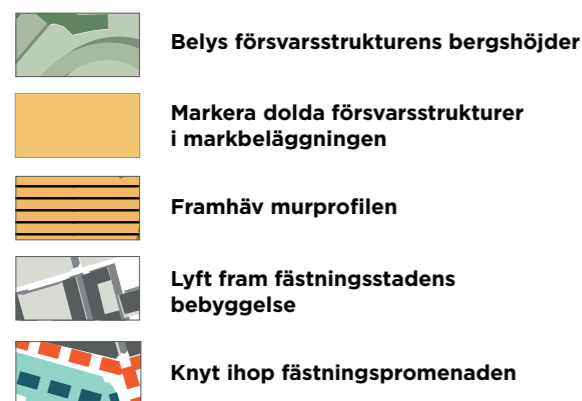 Belys försvarsstrukturens bergshöjder
Markera dolda försvarsstrukturer
i markbeläggningen
Framhäv murprofilen
Lyft fram fästningsstadens
bebyggelse
Knyt ihop fästningspromenaden